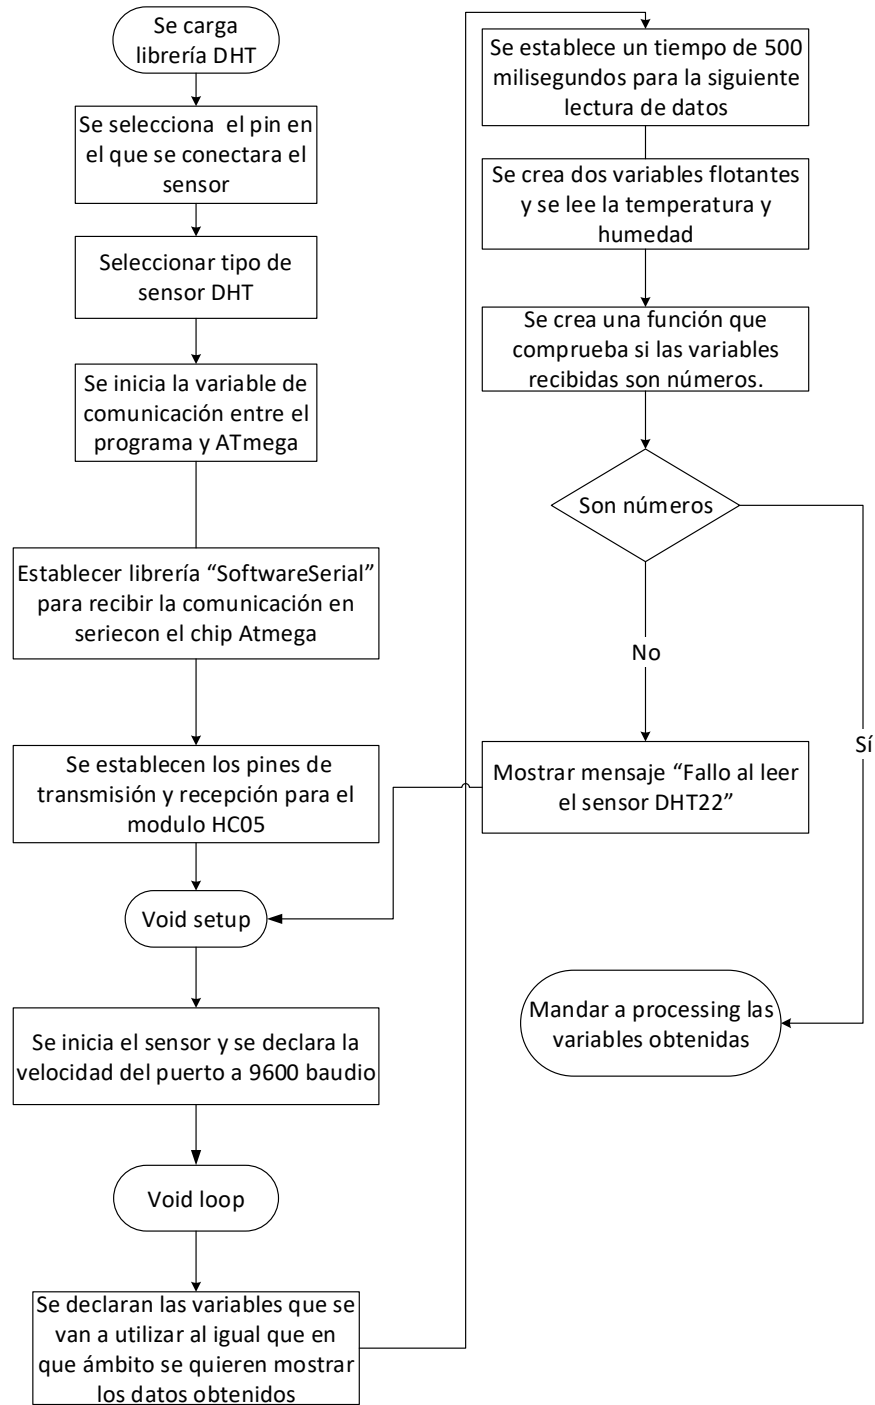 Se carga
librería DHT
Se selecciona el pin en
el que se conectara el
sensor
Seleccionar tipo de
sensor DHT
Se inicia la variable de
comunicación entre el
programa y ATmega
Establecer librería “SoftwareSerial”
para recibir la comunicación en
seriecon el chip Atmega
Se establecen los pines de
transmisión y recepción para el
modulo HC05
Void setup
Se inicia el sensor y se declara la
velocidad del puerto a 9600 baudio
Void loop
Se declaran las variables que se
van a utilizar al igual que en
que ámbito se quieren mostrar
los datos obtenidos
Se establece un tiempo de 500
milisegundos para la siguiente
lectura de datos
Se crea dos variables flotantes
y se lee la temperatura y
humedad
Se crea una función que
comprueba si las variables
recibidas son números.
Son números
No
Sí
Mostrar mensaje “Fallo al leer
el sensor DHT22”
Mandar a processing las
variables obtenidas